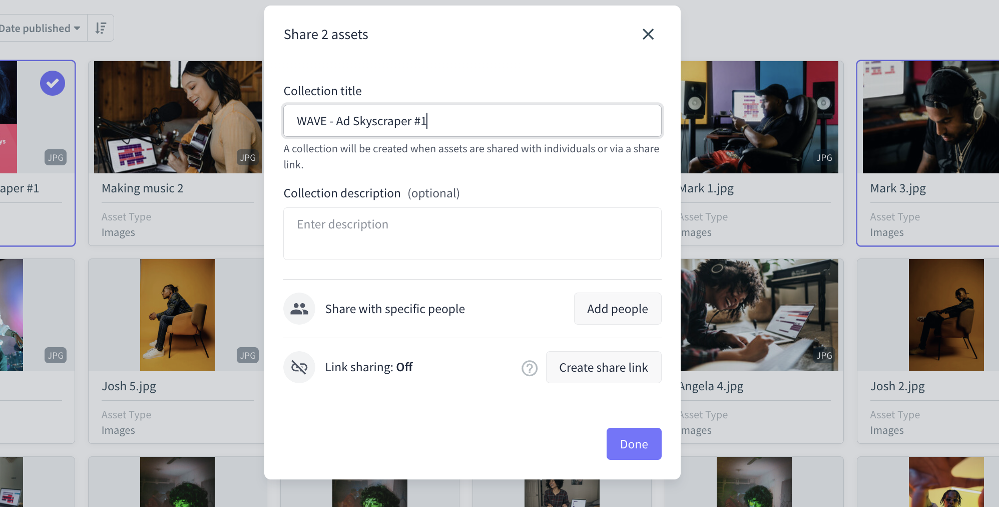 Date published
Share 2 assets
Collection title
WAVE - Ad Skyscraper #1
A collection will be created when assets are shared with individuals or via a share
link.
Collection description (optional)
Enter description
Share with specific people
Add people
Link sharing: Off
Create share link
Done
ys
JPG
JPG
JPG
aper #1
Making music 2
Mark 1.jpg
Mark 3.jpg
Asset Type
Asset Type
Asset Type
Images
Images
Images
JPG
JPG
JPG
Josh 5.jpg
Angela 4.jpg
Josh 2.jpg
Asset Type
Asset Type
Asset Type
Images
Images
Images